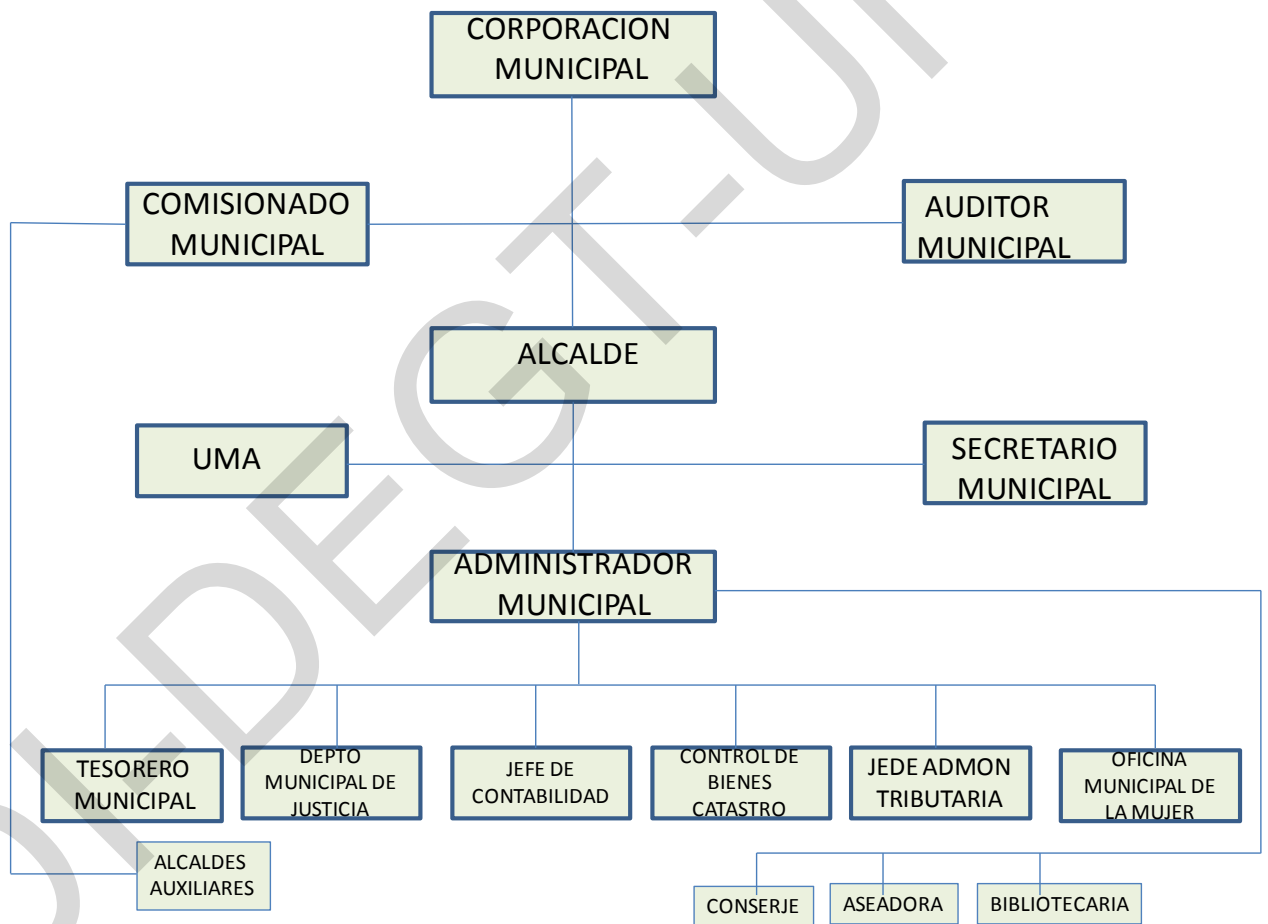 CORPORACION
MUNICIPAL
COMISIONADO
MUNICIPAL
AUDITOR
MUNICIPAL
ALCALDE
UMA
SECRETARIO
MUNICIPAL
ADMINISTRADOR
MUNICIPAL
TESORERO
MUNICIPAL
DEPTO
MUNICIPAL DE
JUSTICIA
JEFE DE
CONTABILIDAD
CONTROL DE
BIENES
CATASTRO
JEDE ADMON
TRIBUTARIA
OFICINA
MUNICIPAL DE
LA MUJER
ALCALDES
AUXILIARES
CONSERJE
ASEADORA
BIBLIOTECARIA